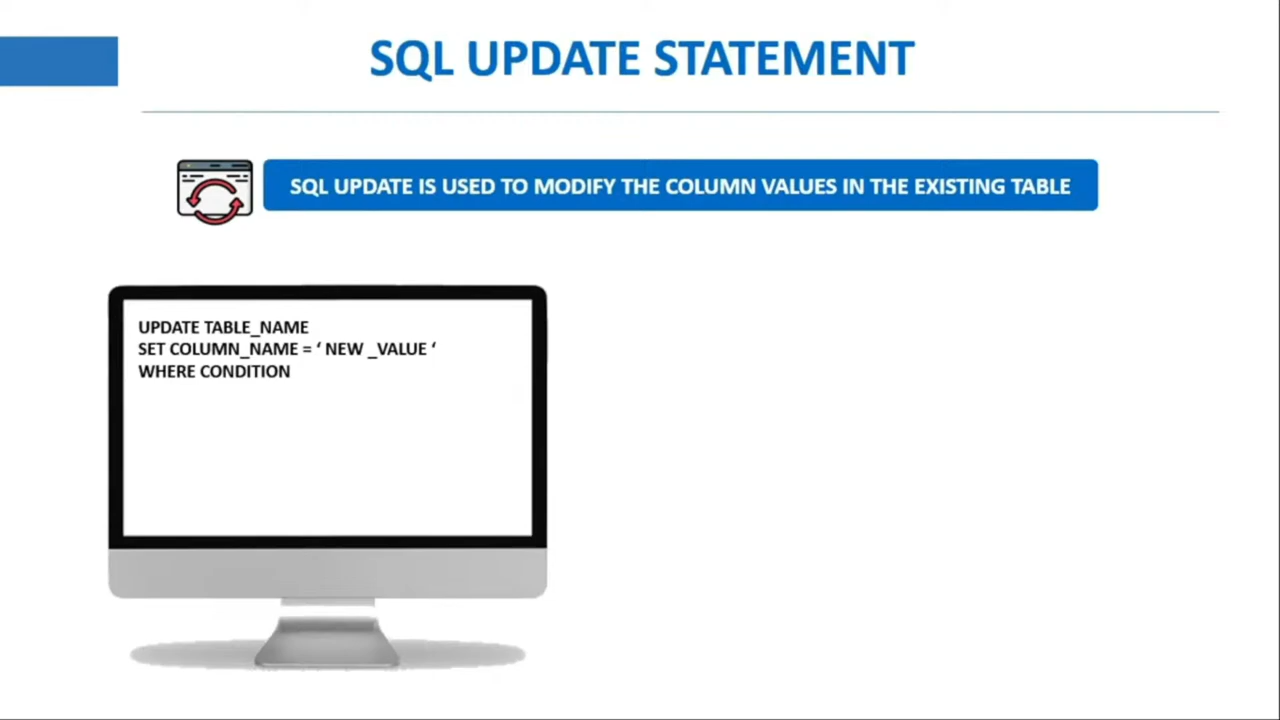 SQL UPDATE STATEMENT
SQL UPDATE IS USED TO MODIFY THE COLUMN VALUES IN THE EXISTING TABLE
UPDATE TABLE_NAME
SET COLUMN_NAME = ‘ NEW _VALUE ‘
WHERE CONDITION